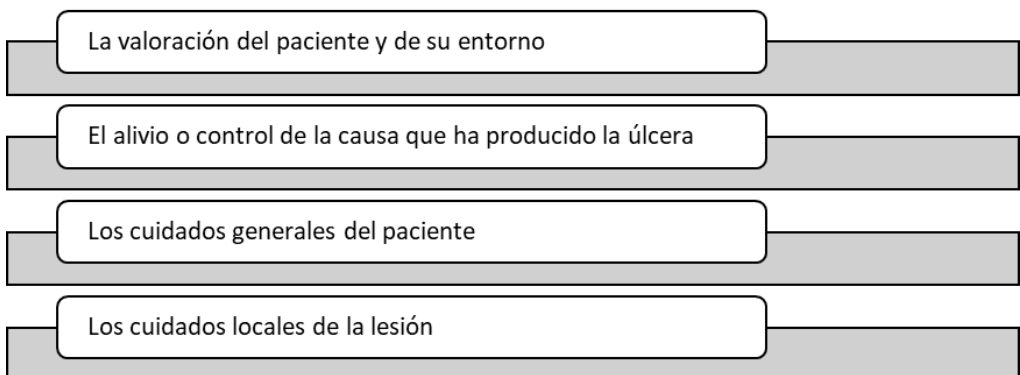 La valoración del paciente y de su entorno
El alivio o control de la causa que ha producido la úlcera
Los cuidados generales del paciente
Los cuidados locales de la lesión